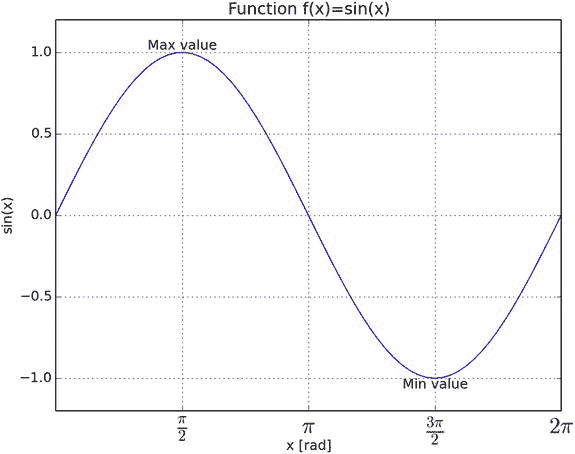 Function f(x)=sin(x)
Max value
1.0
0.5
0.0
sin(x)
−0.5
−1.0
Min value
π/2 π 3π/2 2π
x [rad]